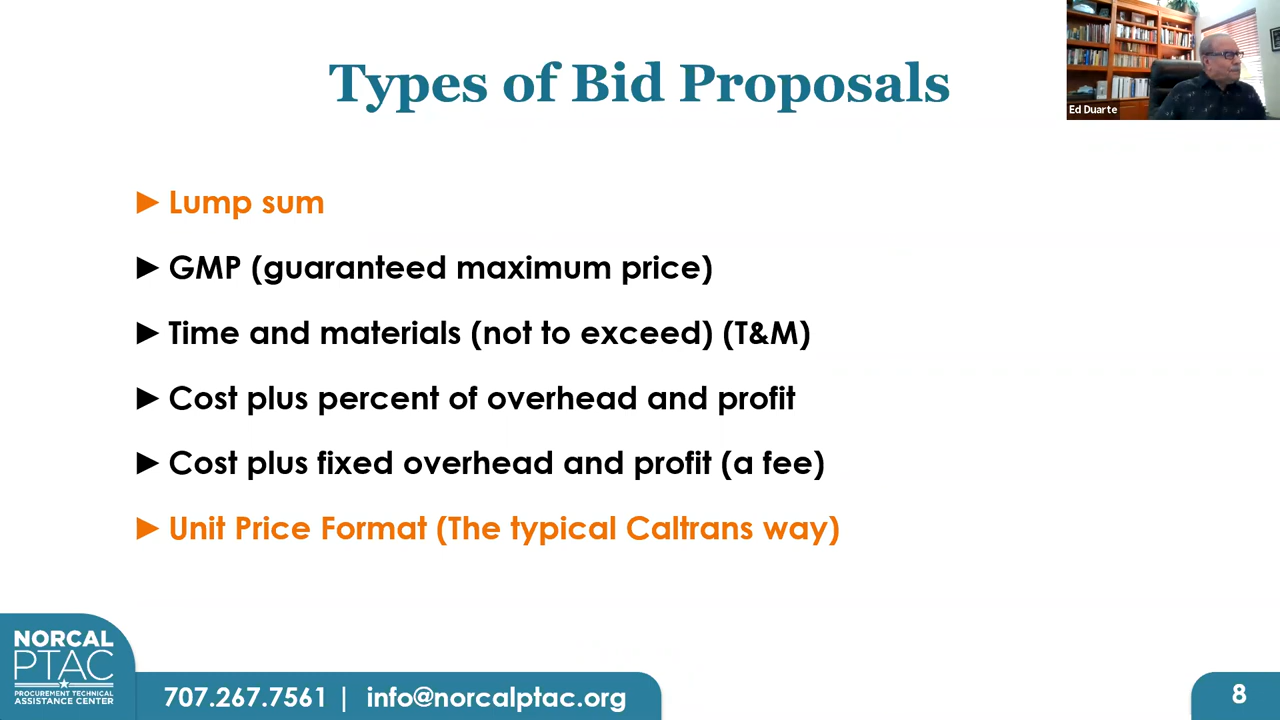 Types of Bid Proposals
Ed Duarte
► Lump sum
► GMP (guaranteed maximum price)
► Time and materials (not to exceed) (T&M)
► Cost plus percent of overhead and profit
► Cost plus fixed overhead and profit (a fee)
► Unit Price Format (The typical Caltrans way)
NORCAL
PTAC
PROCUREMENT TECHNICAL
ASSISTANCE CENTER
707.267.7561 | info@norcalptac.org
8